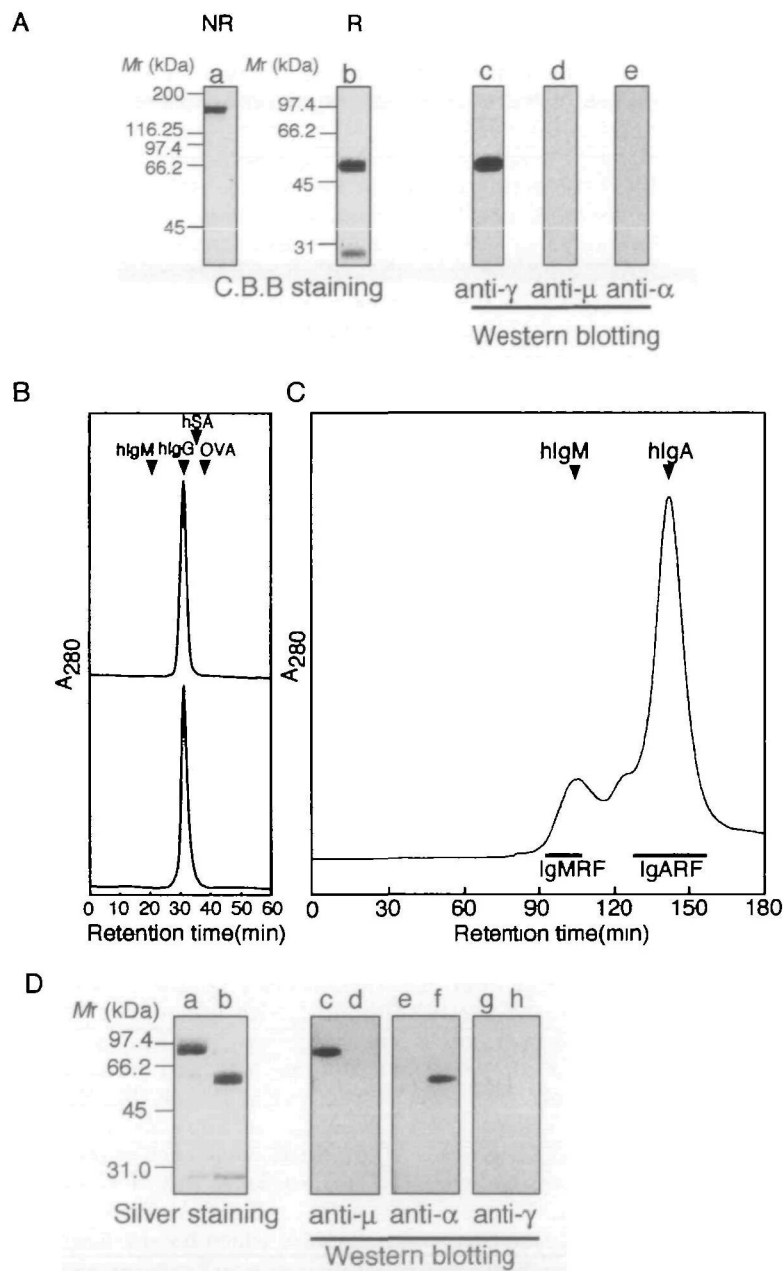 A
NR
R
Mr (kDa)
a
200
116.25
97.4
66.2
45
Mr (kDa)
b
97.4
66.2
45
31
c d e
C.B.B staining
anti-γ anti-μ anti-α
Western blotting
B
hSA
hIgM hIgG OVA
A280
0 10 20 30 40 50 60
Retention time(min)
C
hIgM hIgA
A280
IgMRF IgARF
0 30 60 90 120 150 180
Retention time(min)
D
Mr (kDa)
a b
97.4
66.2
45
31.0
c d e f g h
Silver staining
anti-μ anti-α anti-γ
Western blotting